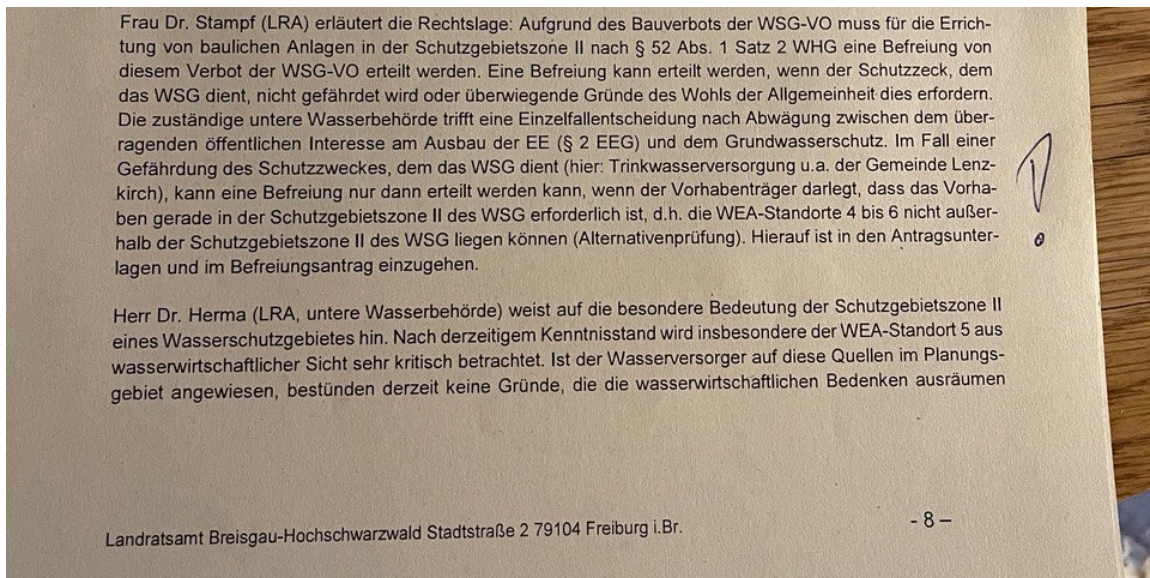 Frau Dr. Stampf (LRA) erläutert die Rechtslage: Aufgrund des Bauverbots der WSG-VO muss für die Errich-
tung von baulichen Anlagen in der Schutzgebietszone II nach § 52 Abs. 1 Satz 2 WHG eine Befreiung von
diesem Verbot der WSG-VO erteilt werden. Eine Befreiung kann erteilt werden, wenn der Schutzzeck, dem
das WSG dient, nicht gefährdet wird oder überwiegende Gründe des Wohls der Allgemeinheit dies erfordern.
Die zuständige untere Wasserbehörde trifft eine Einzelfallentscheidung nach Abwägung zwischen dem über-
ragenden öffentlichen Interesse am Ausbau der EE (§ 2 EEG) und dem Grundwasserschutz. Im Fall einer
Gefährdung des Schutzzweckes, dem das WSG dient (hier: Trinkwasserversorgung u.a. der Gemeinde Lenz-
kirch), kann eine Befreiung nur dann erteilt werden kann, wenn der Vorhabenträger darlegt, dass das Vorha-
ben gerade in der Schutzgebietszone II des WSG erforderlich ist, d.h. die WEA-Standorte 4 bis 6 nicht außer-
halb der Schutzgebietszone II des WSG liegen können (Alternativenprüfung). Hierauf ist in den Antragsunter-
lagen und im Befreiungsantrag einzugehen.
!
Herr Dr. Herma (LRA, untere Wasserbehörde) weist auf die besondere Bedeutung der Schutzgebietszone II
eines Wasserschutzgebietes hin. Nach derzeitigem Kenntnisstand wird insbesondere der WEA-Standort 5 aus
wasserwirtschaftlicher Sicht sehr kritisch betrachtet. Ist der Wasserversorger auf diese Quellen im Planungs-
gebiet angewiesen, bestünden derzeit keine Gründe, die die wasserwirtschaftlichen Bedenken ausräumen
Landratsamt Breisgau-Hochschwarzwald Stadtstraße 2 79104 Freiburg i.Br.
- 8 –